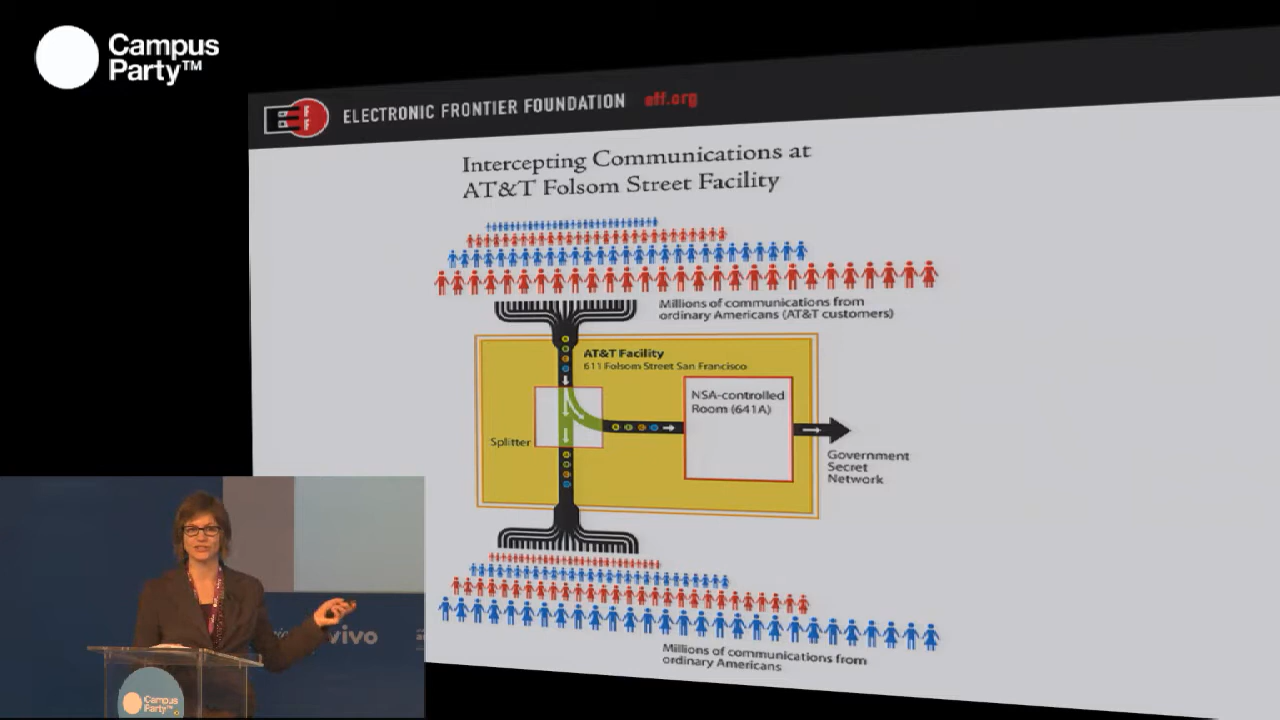 Campus
Party™
ELECTRONIC FRONTIER FOUNDATION eff.org
Intercepting Communications at
AT&T Folsom Street Facility
Millions of communications from
ordinary Americans (AT&T customers)
AT&T Facility
611 Folsom Street San Francisco
NSA-controlled
Room (641A)
Splitter
Government
Secret
Network
Millions of communications from
ordinary Americans
vivo
Campus
Party